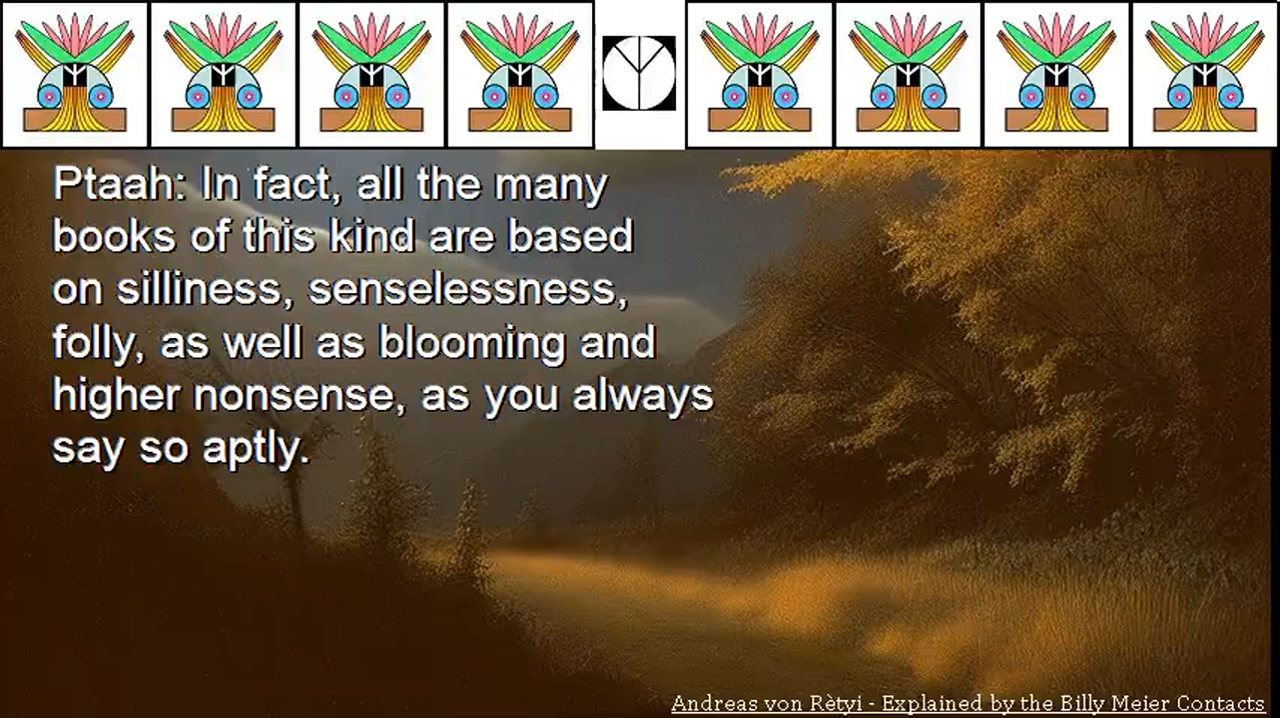 Ptaah: In fact, all the many
books of this kind are based
on silliness, senselessness,
folly, as well as blooming and
higher nonsense, as you always
say so aptly.
Andreas von Rètyi - Explained by the Billy Meier Contacts